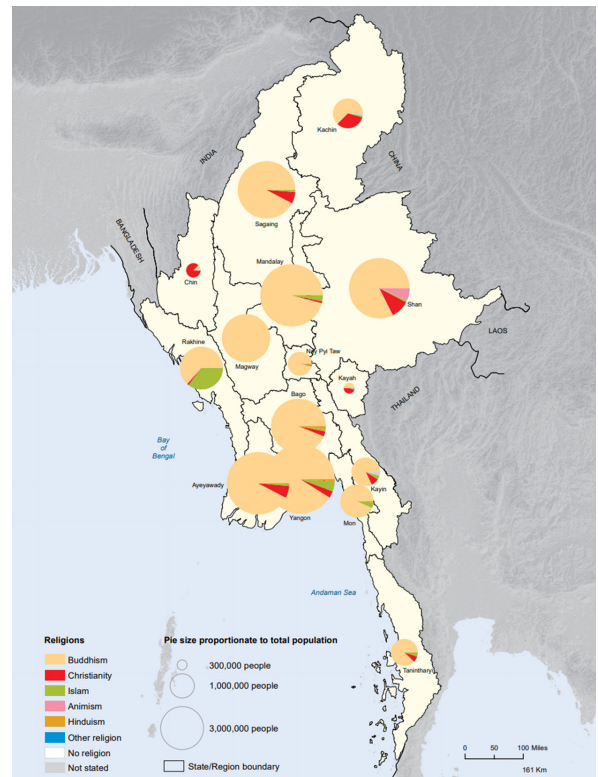 Kachin
INDIA
CHINA
Sagaing
BANGLADESH
Mandalay
Chin
Shan
LAOS
Rakhine
Magway
Nay Pyi Taw
Kayah
THAILAND
Bago
Bay
of
Bengal
Ayeyawady
Kayin
Yangon
Mon
Andaman Sea
Tanintharyi
Religions
Buddhism
Christianity
Islam
Animism
Hinduism
Other religion
No religion
Not stated
Pie size proportionate to total population
300,000 people
1,000,000 people
3,000,000 people
State/Region boundary
0 50 100 Miles
161 Km